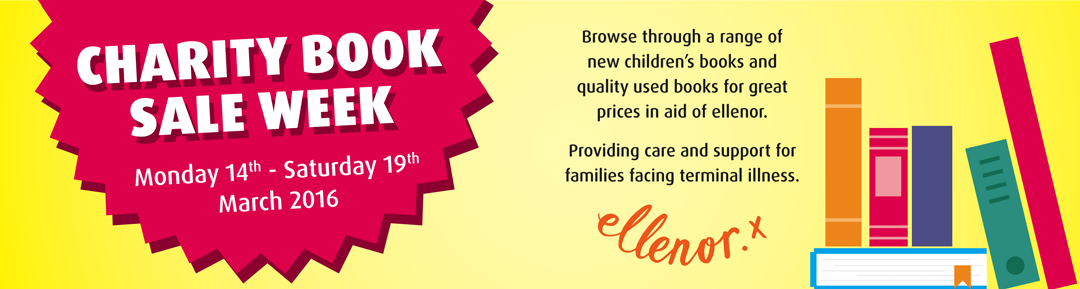 CHARITY BOOK
SALE WEEK
Monday 14th - Saturday 19th
March 2016
Browse through a range of
new children’s books and
quality used books for great
prices in aid of ellenor.
Providing care and support for
families facing terminal illness.
ellenor.x